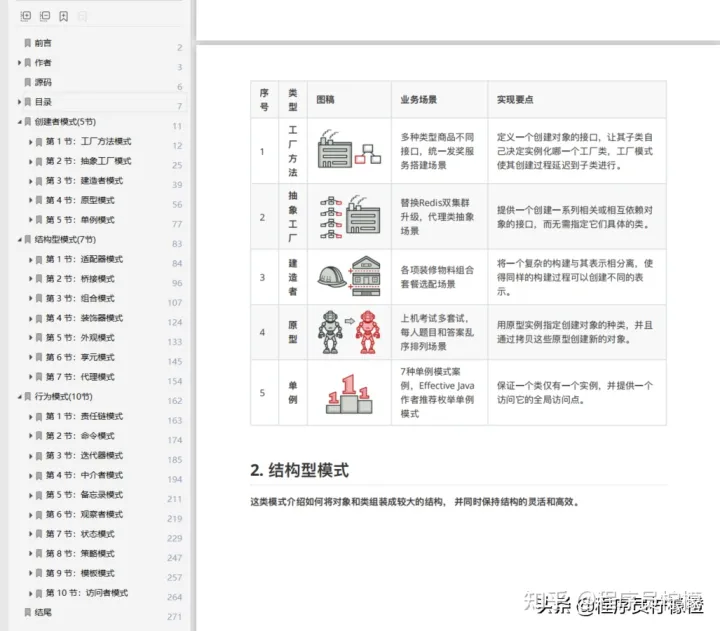 前言 2
作者 3
源码 6
目录 7
创建者模式(5节) 11
第 1 节：工厂方法模式 12
第 2 节：抽象工厂模式 25
第 3 节：建造者模式 39
第 4 节：原型模式 56
第 5 节：单例模式 77
结构型模式(7节) 83
第 1 节：适配器模式 84
第 2 节：桥接模式 96
第 3 节：组合模式 107
第 4 节：装饰器模式 124
第 5 节：外观模式 133
第 6 节：享元模式 145
第 7 节：代理模式 154
行为模式(10节) 162
第 1 节：责任链模式 163
第 2 节：命令模式 174
第 3 节：迭代器模式 185
第 4 节：中介者模式 194
第 5 节：备忘录模式 211
第 6 节：观察者模式 219
第 7 节：状态模式 229
第 8 节：策略模式 247
第 9 节：模板模式 257
第 10 节：访问者模式 264
结尾 271
序号 类型 图稿 业务场景 实现要点
1 工厂方法
多种类型商品不同
接口，统一发奖服
务搭建场景
定义一个创建对象的接口，让其子类自
己决定实例化哪一个工厂类，工厂模式
使其创建过程延迟到子类进行。
2 抽象工厂
替换Redis双集群
升级，代理类抽象
场景
提供一个创建一系列相关或相互依赖对
象的接口，而无需指定它们具体的类。
3 建造者
各项装修物料组合
套餐选配场景
将一个复杂的构建与其表示相分离，使
得同样的构建过程可以创建不同的表
示。
4 原型
上机考试多套试，
每人题目和答案乱
序排列场景
用原型实例指定创建对象的种类，并且
通过拷贝这些原型创建新的对象。
5 单例
1
1
1
7种单例模式案
例，Effective Java
作者推荐枚举单例
模式
保证一个类仅有一个实例，并提供一个
访问它的全局访问点。
2. 结构型模式
这类模式介绍如何将对象和类组装成较大的结构， 并同时保持结构的灵活和高效。
头条 @程序员柠檬橙